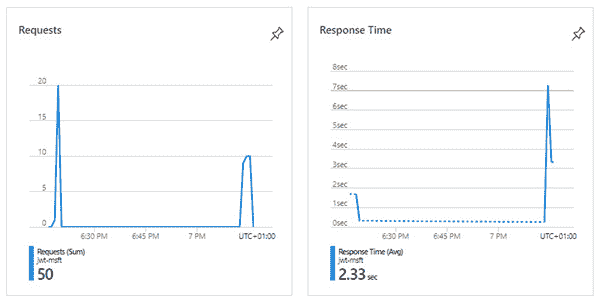 Requests
20
15
10
5
0
6:30 PM
6:45 PM
7 PM
UTC+01:00
Requests (Sum)
jwt-msft
50
Response Time
8sec
7sec
6sec
5sec
4sec
3sec
2sec
1sec
0sec
6:30 PM
6:45 PM
7 PM
UTC+01:00
Response Time (Avg)
jwt-msft
2.33 sec